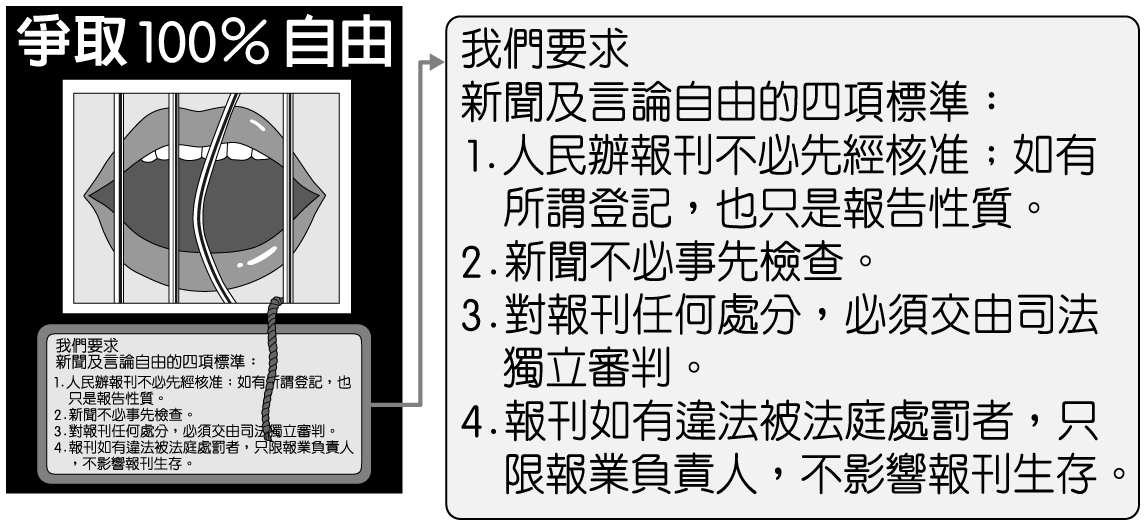 爭取100%自由
我們要求
新聞及言論自由的四項標準：
1.人民辦報刊不必先經核准；如有所謂登記，也
只是報告性質。
2.新聞不必事先檢查。
3.對報刊任何處分，必須交由司法獨立審判。
4.報刊如有違法被法庭處罰者，只限報業負責人
，不影響報刊生存。
我們要求
新聞及言論自由的四項標準：
1.人民辦報刊不必先經核准；如有
所謂登記，也只是報告性質。
2.新聞不必事先檢查。
3.對報刊任何處分，必須交由司法
獨立審判。
4.報刊如有違法被法庭處罰者，只
限報業負責人，不影響報刊生存。